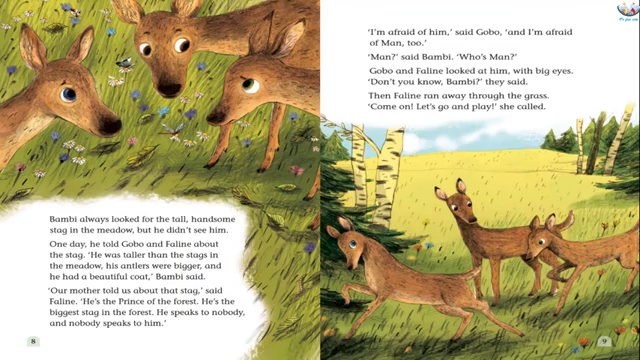 Bambi always looked for the tall, handsome
stag in the meadow, but he didn't see him.
One day, he told Gobo and Faline about
the stag. 'He was taller than the stags in
the meadow, his antlers were bigger, and
he had a beautiful coat,' Bambi said.
'Our mother told us about that stag,' said
Faline. 'He's the Prince of the forest. He's the
biggest stag in the forest. He speaks to nobody,
and nobody speaks to him.'
8
'I'm afraid of him,' said Gobo, 'and I'm afraid
of Man, too.'
'Man?' said Bambi. 'Who's Man?'
Gobo and Faline looked at him, with big eyes.
'Don't you know, Bambi?' they said.
Then Faline ran away through the grass.
'Come on! Let's go and play!' she called.
9